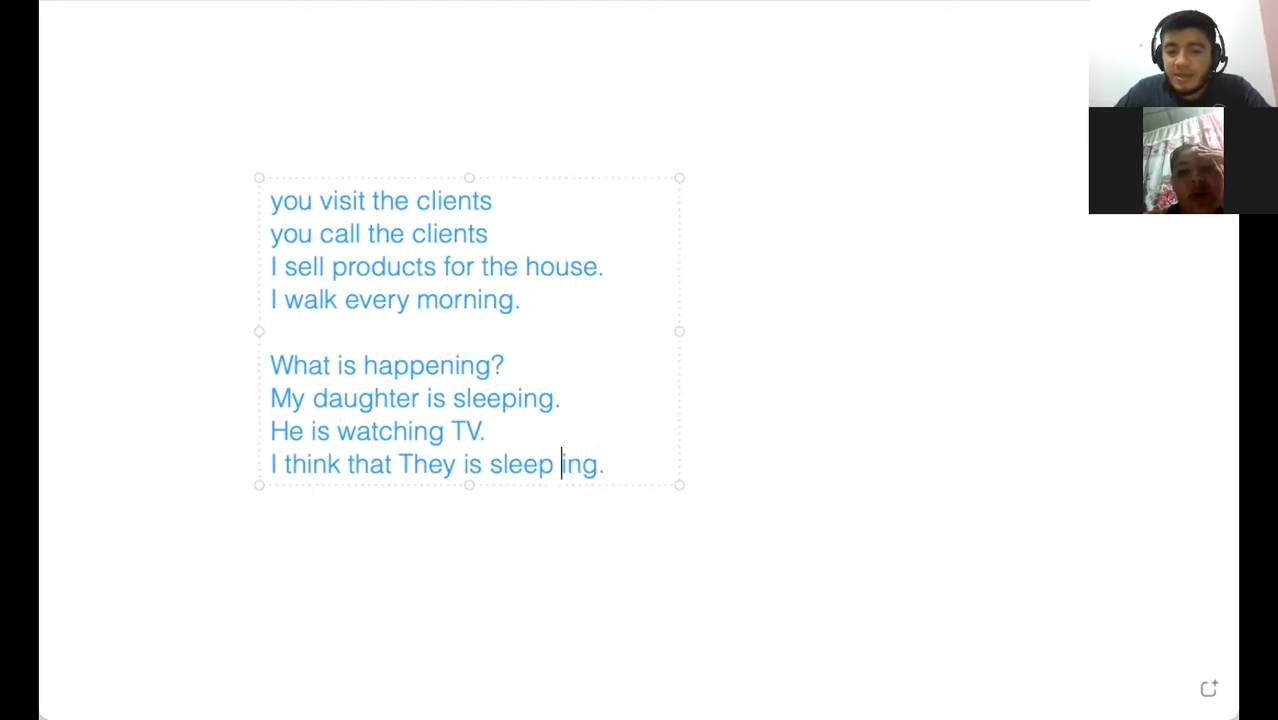 you visit the clients
you call the clients
I sell products for the house.
I walk every morning.
What is happening?
My daughter is sleeping.
He is watching TV.
I think that They is sleep ing.